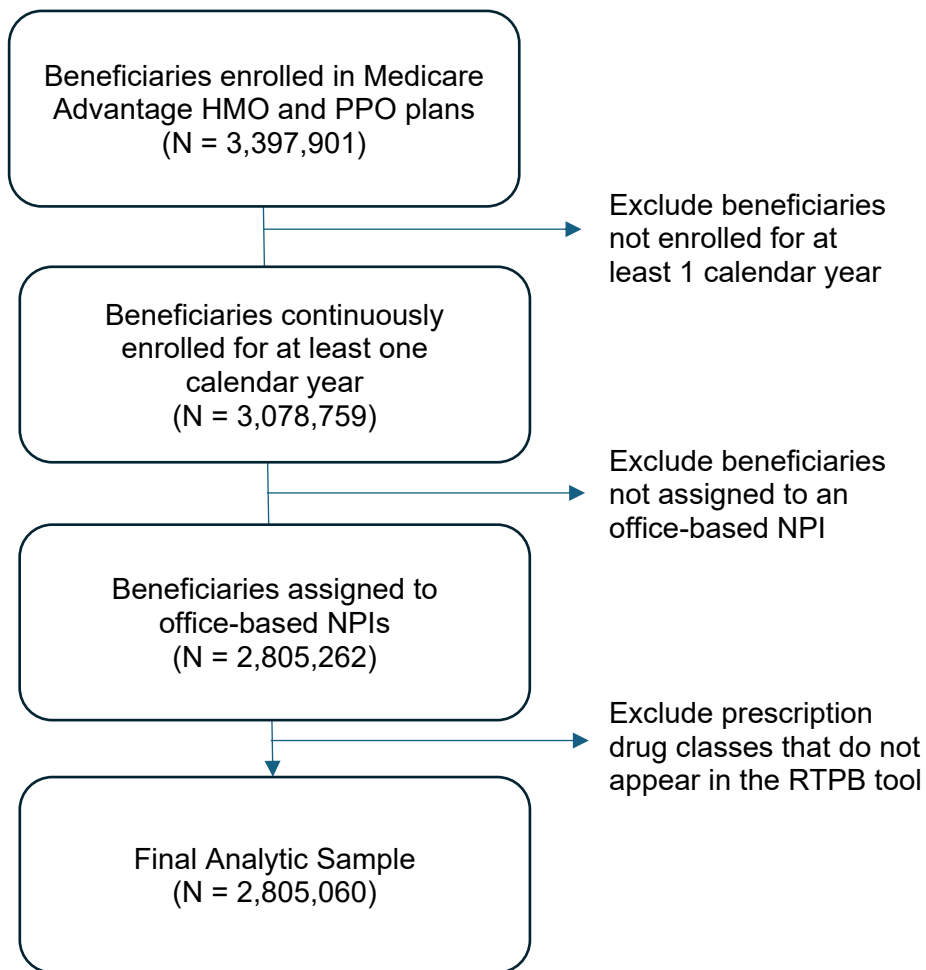 Beneficiaries enrolled in Medicare
Advantage HMO and PPO plans
(N = 3,397,901)
Exclude beneficiaries
not enrolled for at
least 1 calendar year
Beneficiaries continuously
enrolled for at least one
calendar year
(N = 3,078,759)
Exclude beneficiaries
not assigned to an
office-based NPI
Beneficiaries assigned to
office-based NPIs
(N = 2,805,262)
Exclude prescription
drug classes that do not
appear in the RTPB tool
Final Analytic Sample
(N = 2,805,060)